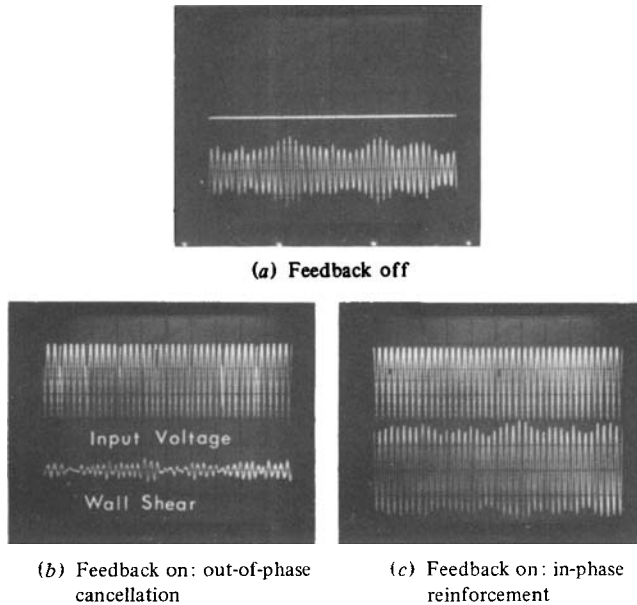 (a) Feedback off
Input Voltage
Wall Shear
(b) Feedback on: out-of-phase
cancellation
(c) Feedback on: in-phase
reinforcement